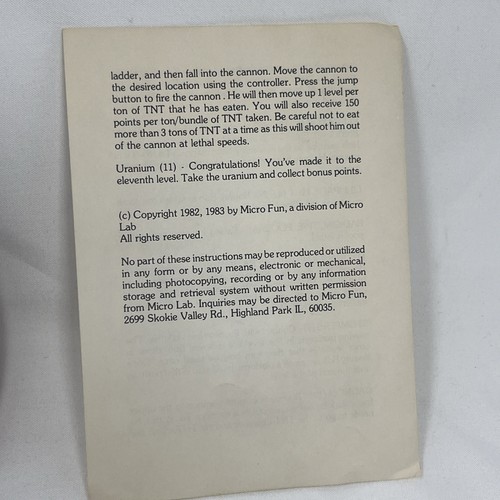 ladder, and then fall into the cannon. Move the cannon to
the desired location using the controller. Press the jump
button to fire the cannon . He will then move up 1 level per
ton of TNT that he has eaten. You will also receive 150
points per ton/bundle of TNT taken. Be careful not to eat
more than 3 tons of TNT at a time as this will shoot him out
of the cannon at lethal speeds.
Uranium (11) - Congratulations! You've made it to the
eleventh level. Take the uranium and collect bonus points.
(c) Copyright 1982, 1983 by Micro Fun, a division of Micro
Lab
All rights reserved.
No part of these instructions may be reproduced or utilized
in any form or by any means, electronic or mechanical,
including photocopying, recording or by any information
storage and retrieval system without written permission
from Micro Lab. Inquiries may be directed to Micro Fun,
2699 Skokie Valley Rd., Highland Park IL, 60035.